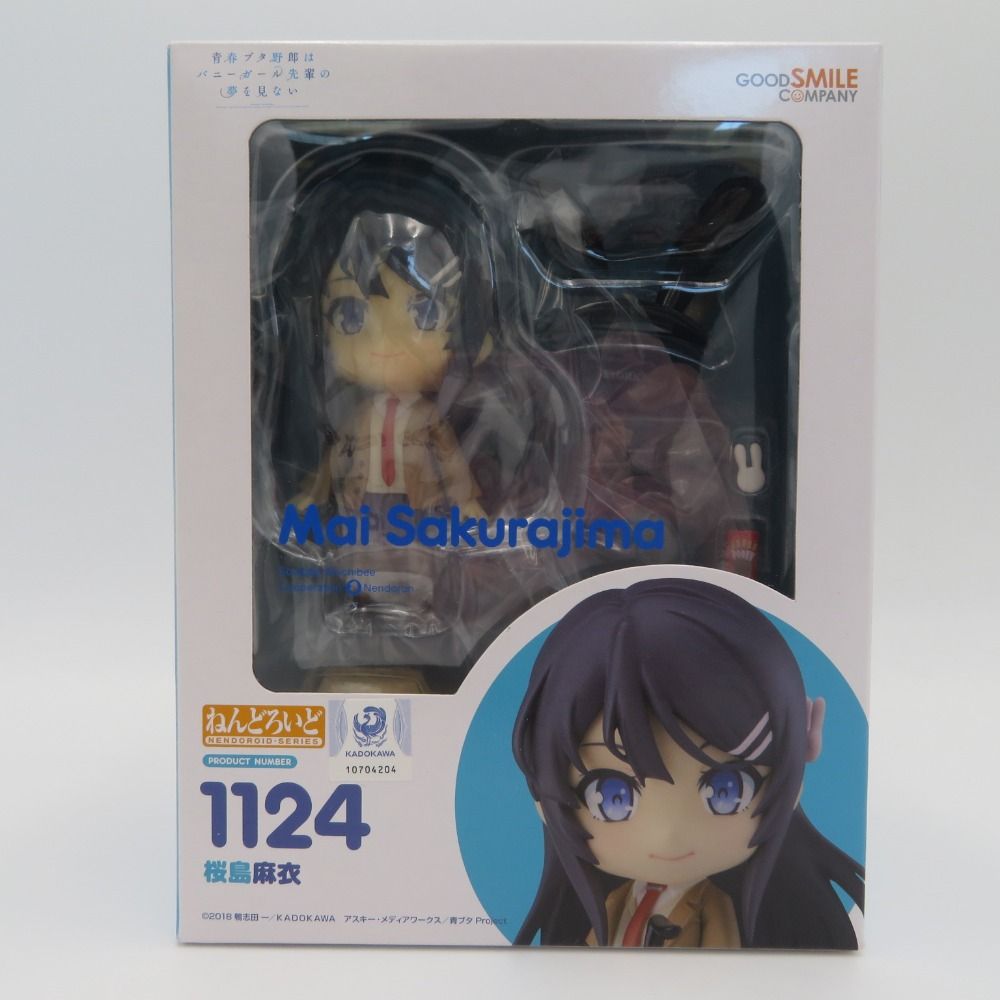 青春ブタ野郎は
バニーガール先輩の
夢を見ない
GOOD SMILE
COMPANY
Mai Sakurajima
Nendoron
ねんどろいど
NENDOROID-SERIES
PRODUCT NUMBER
1124
桜島麻衣
KADOKAWA
10704204
©2018 鴨志田 一／KADOKAWA アスキー・メディアワークス／青ブタ Project